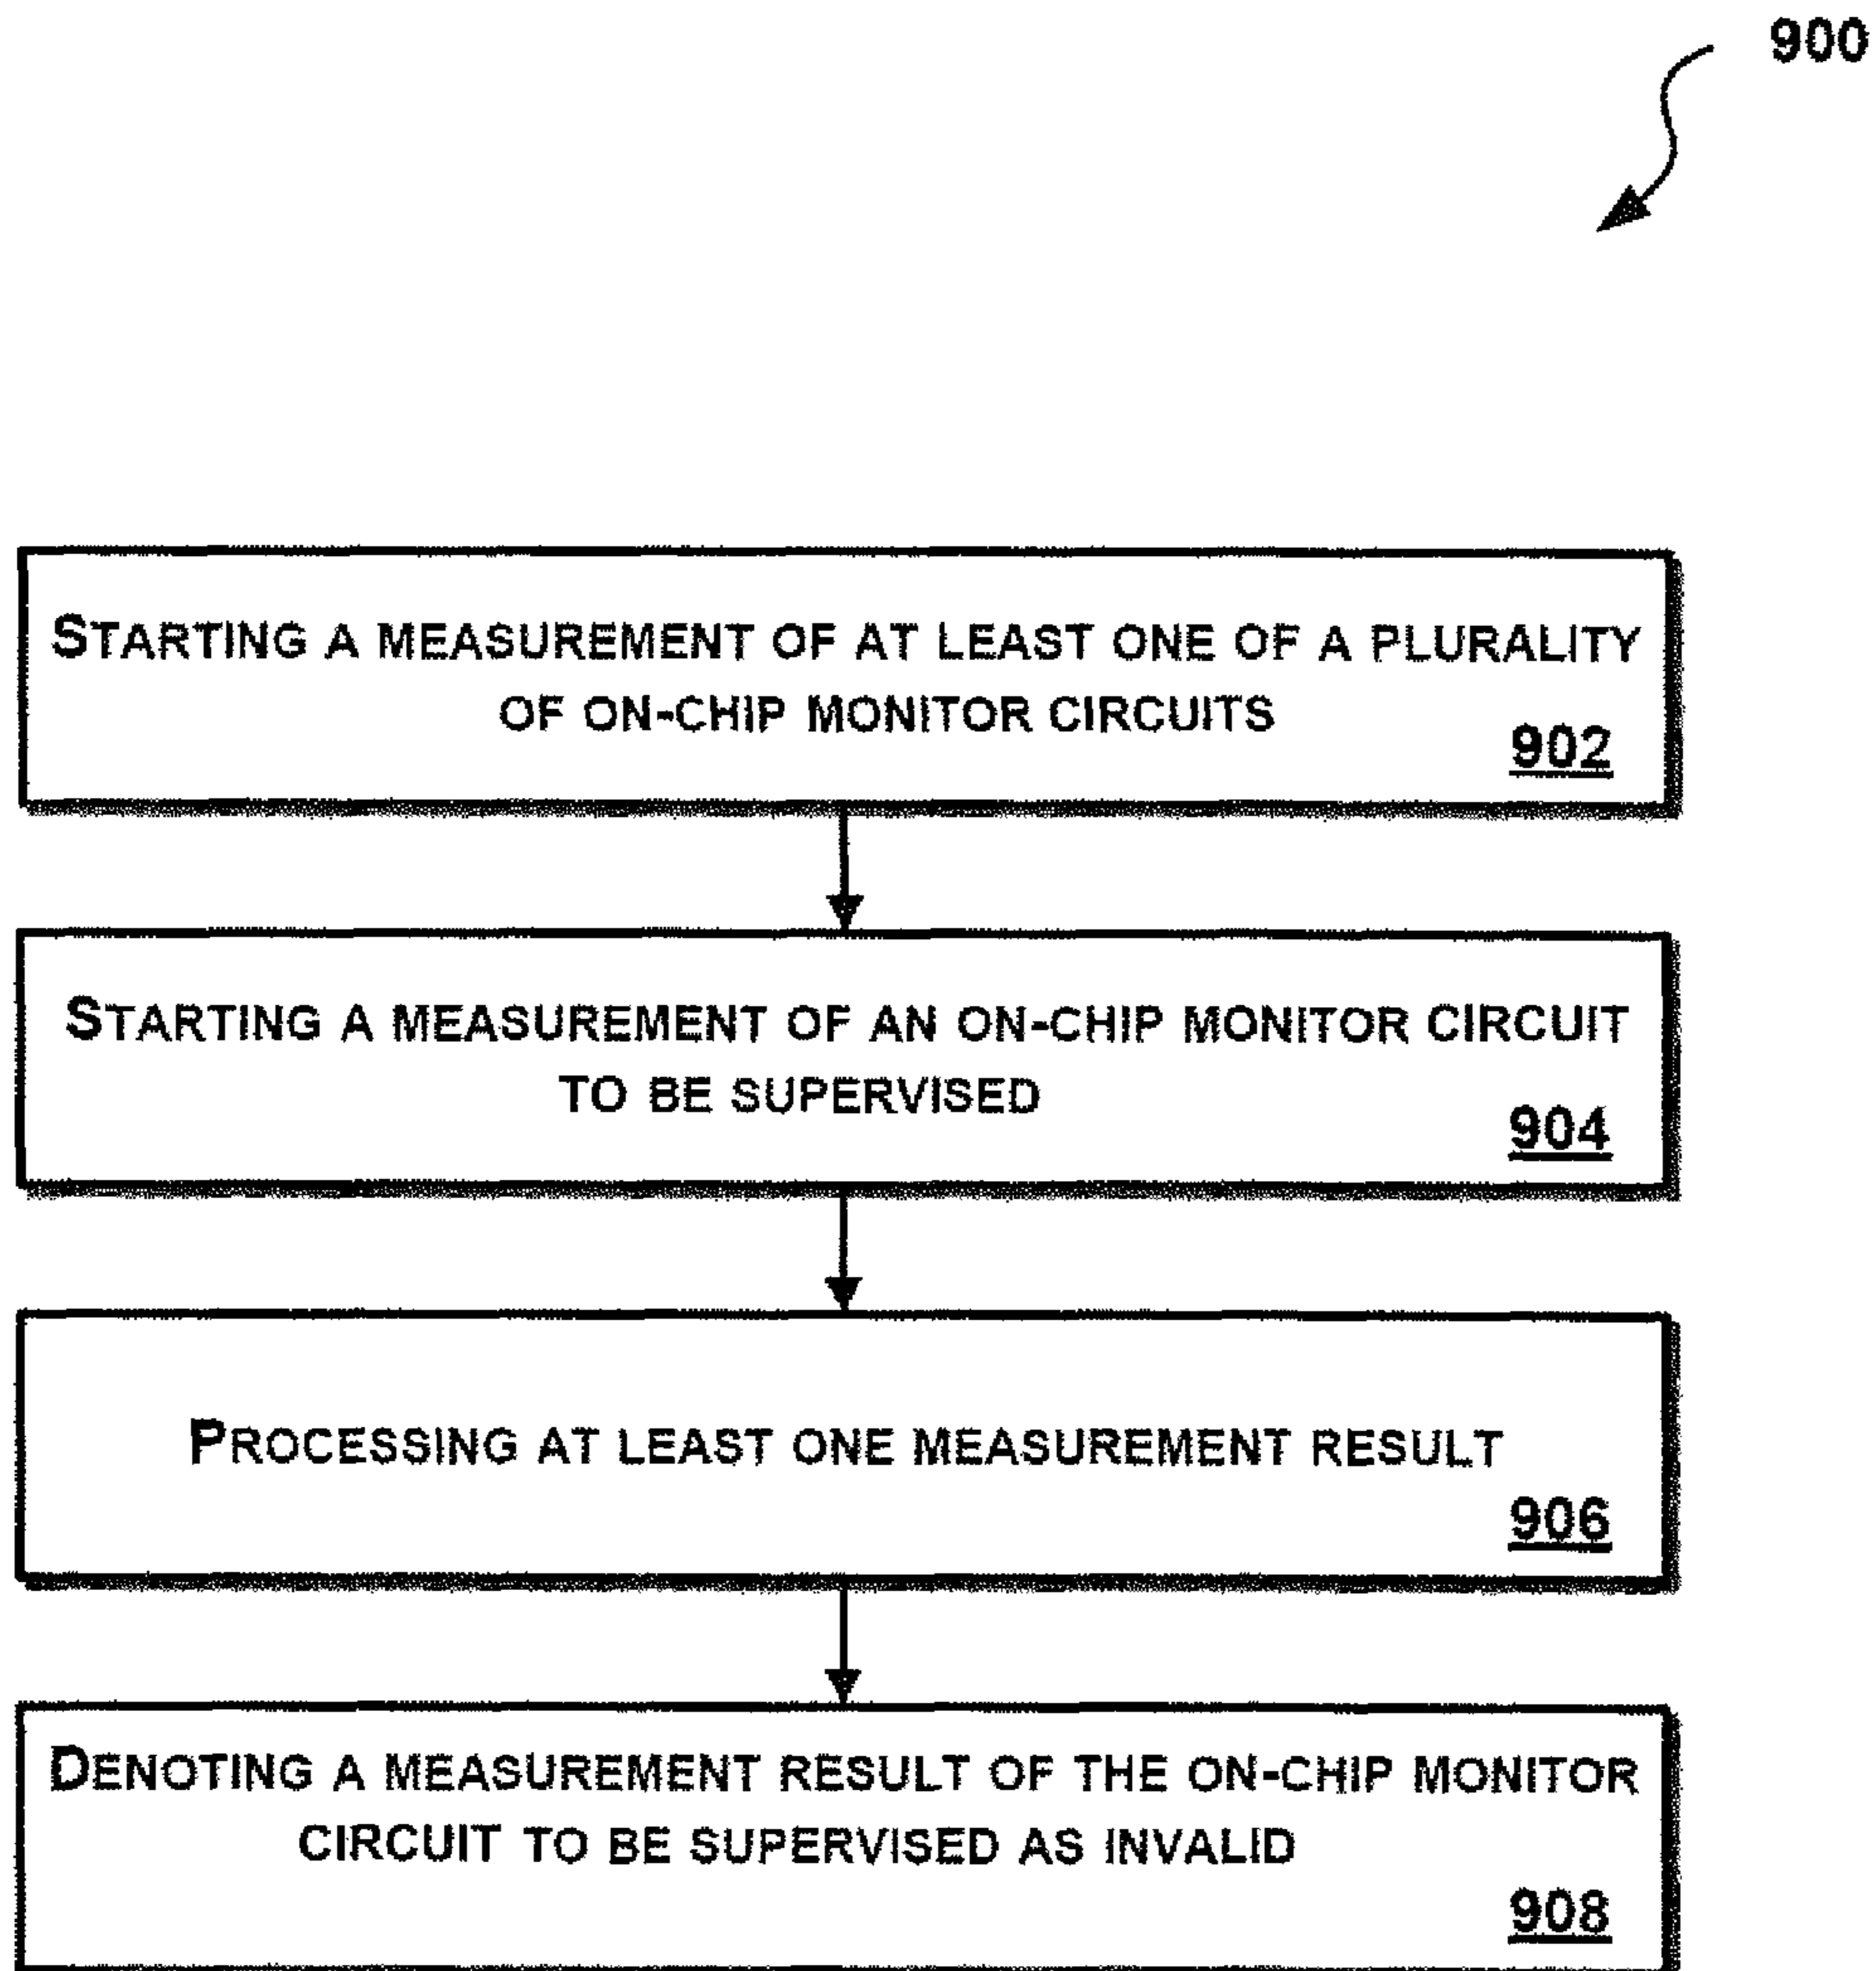 900
STARTING A MEASUREMENT OF AT LEAST ONE OF A PLURALITY
OF ON-CHIP MONITOR CIRCUITS
902
STARTING A MEASUREMENT OF AN ON-CHIP MONITOR CIRCUIT
TO BE SUPERVISED
904
PROCESSING AT LEAST ONE MEASUREMENT RESULT
906
DENOTING A MEASUREMENT RESULT OF THE ON-CHIP MONITOR
CIRCUIT TO BE SUPERVISED AS INVALID
908